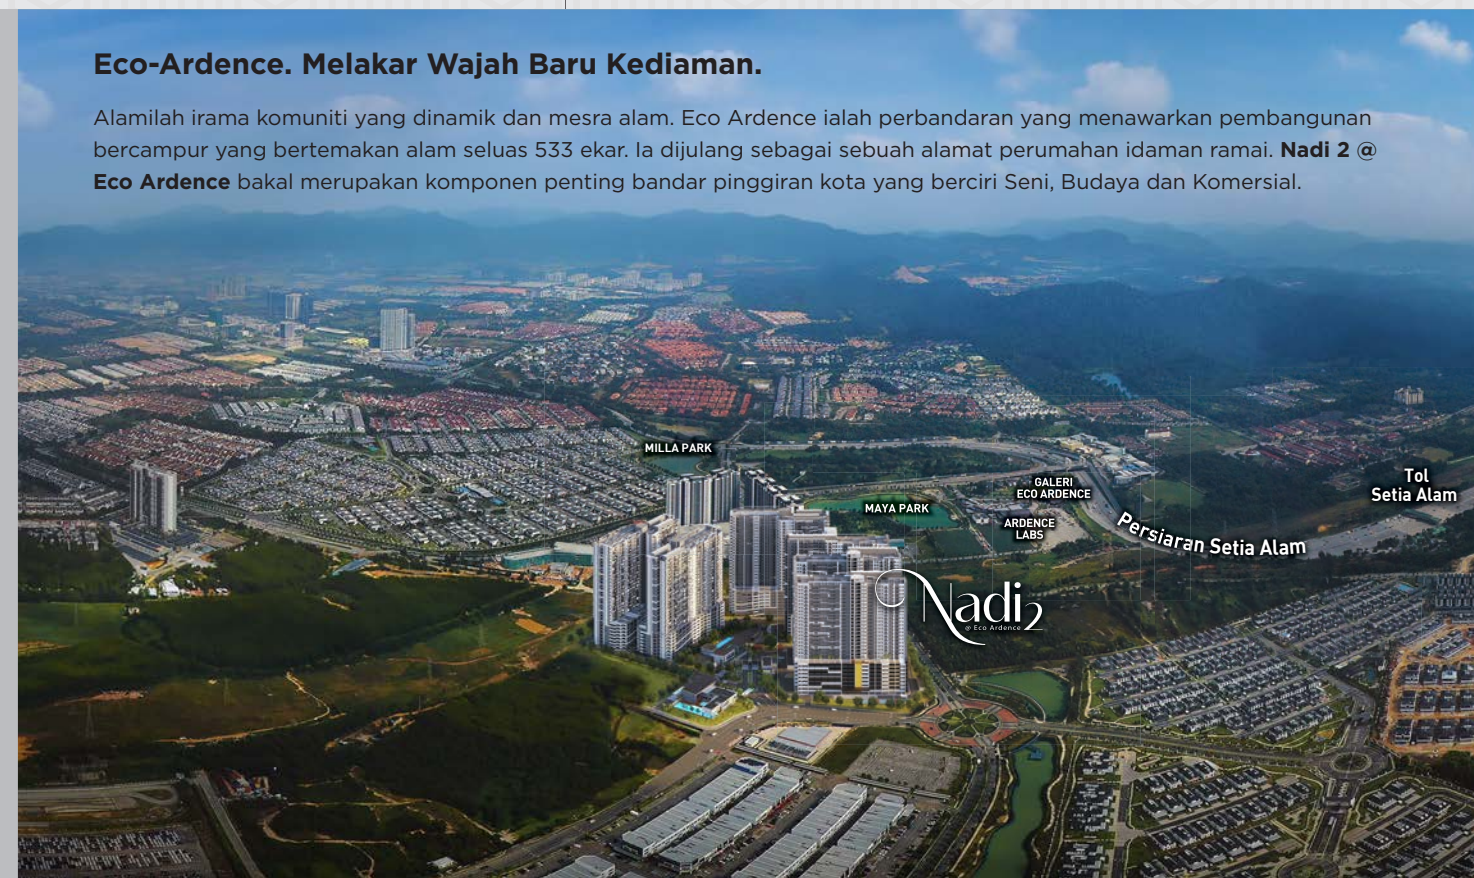 Eco-Ardence. Melakar Wajah Baru Kediaman.
Alamilah irama komuniti yang dinamik dan mesra alam. Eco Ardence ialah perbandaran yang menawarkan pembangunan
bercampur yang bertemakan alam seluas 533 ekar. Ia dijulang sebagai sebuah alamat perumahan idaman ramai. Nadi 2 @
Eco Ardence bakal merupakan komponen penting bandar pinggiran kota yang berciri Seni, Budaya dan Komersial.
MILLA PARK
MAYA PARK
GALERI
ECO ARDENCE
ARDENCE
LABS
Tol
Setia Alam
Persiaran Setia Alam
Nadi2
@ Eco Ardence